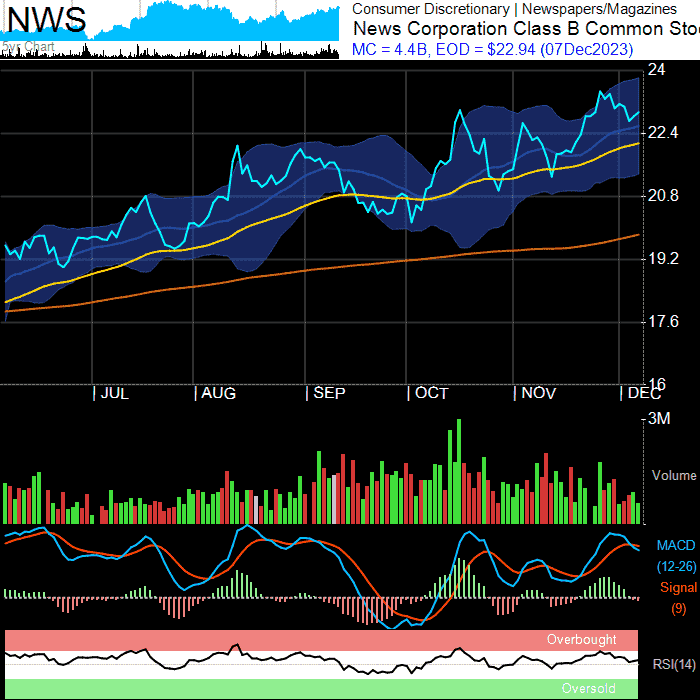 NWS
5yr Chart
Consumer Discretionary | Newspapers/Magazines
News Corporation Class B Common Sto
MC = 4.4B, EOD = $22.94 (07Dec2023)
24
22.4
20.8
19.2
17.6
16
| JUL | AUG | SEP | OCT | NOV | DEC
3M
Volume
MACD
(12-26)
Signal
(9)
Overbought
RSI(14)
Oversold